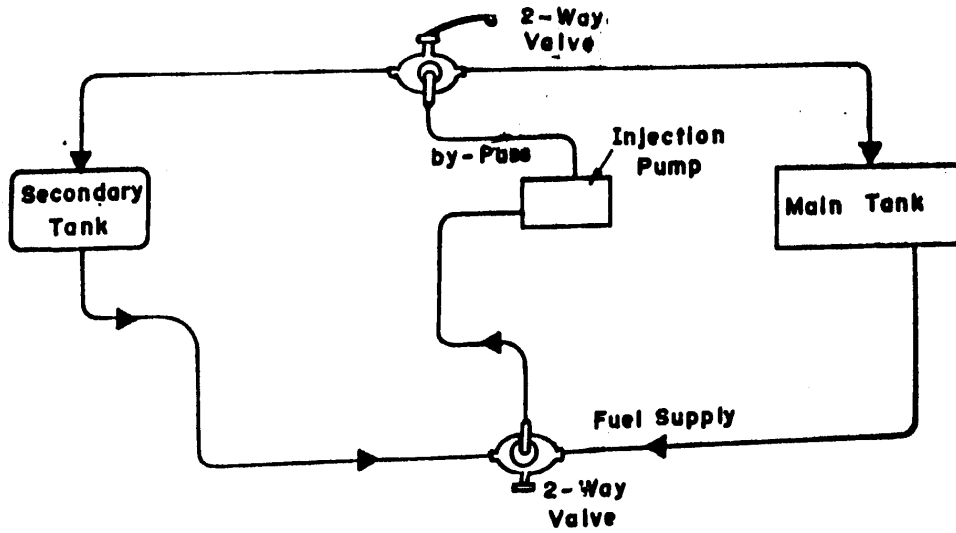 2-Way
Valve
by-Pass
Injection
Pump
Secondary
Tank
Main Tank
Fuel Supply
2-Way
Valve